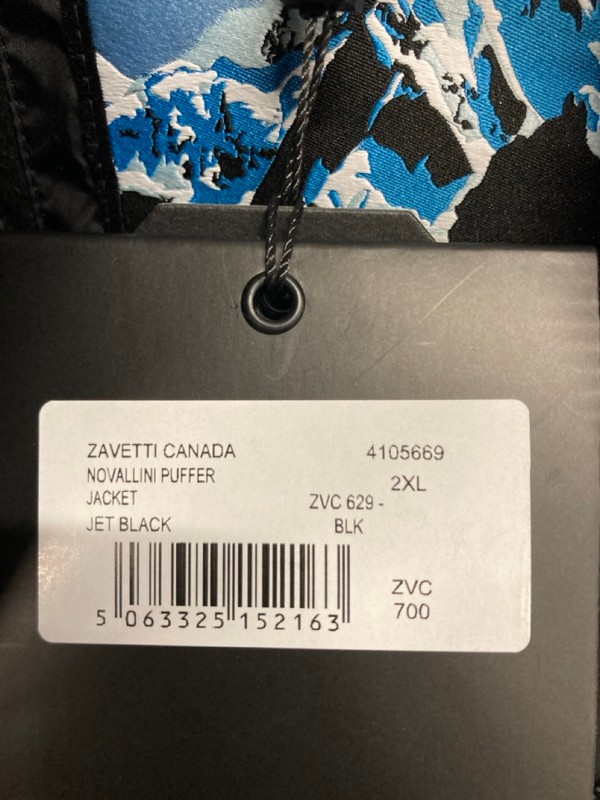 ZAVETTI CANADA 4105669
NOVALLINI PUFFER 2XL
JACKET ZVC 629 -
JET BLACK BLK
ZVC
700
5 063325 152163